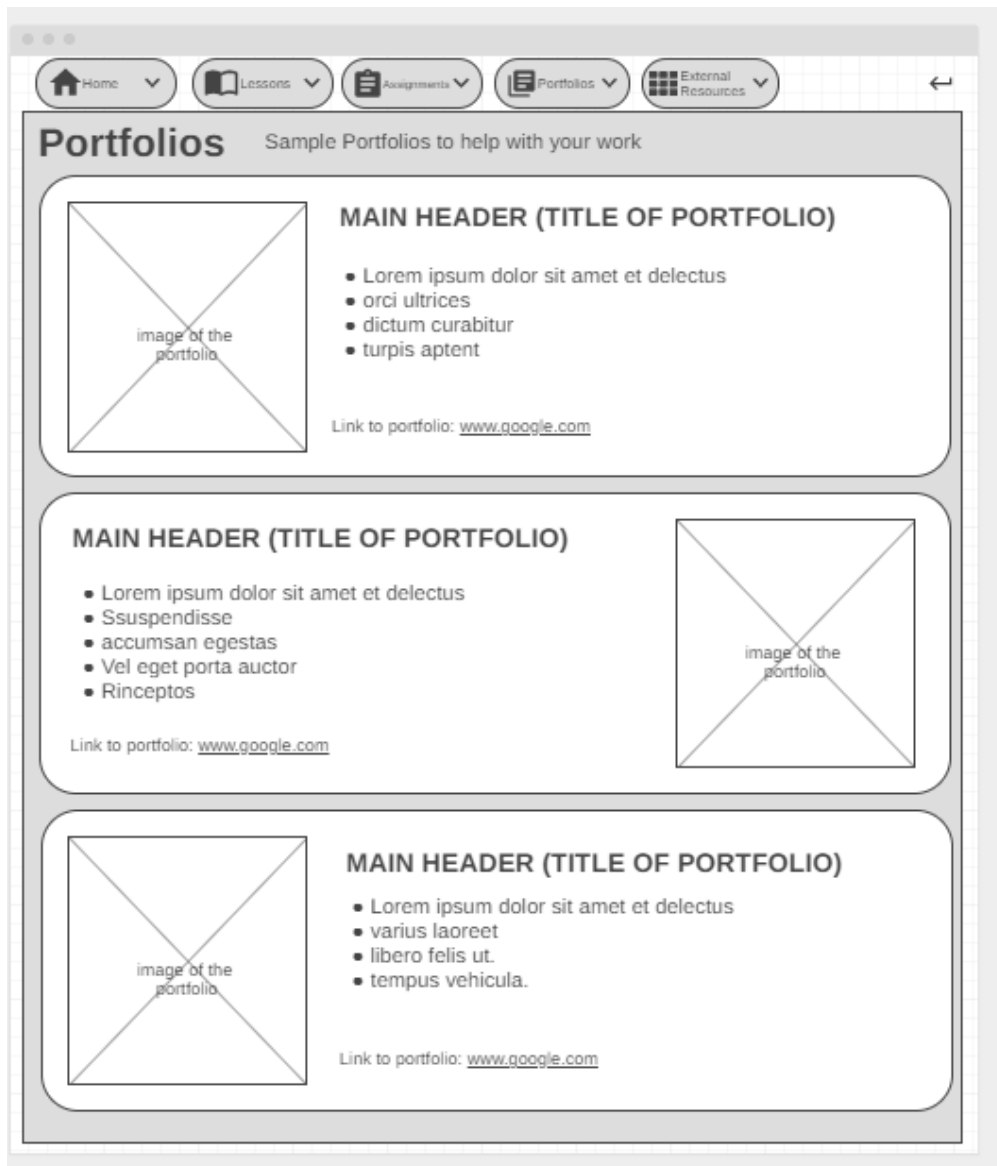 Home
Lessons
Assignments
Portfolios
External
Resources
Portfolios
Sample Portfolios to help with your work
MAIN HEADER (TITLE OF PORTFOLIO)
• Lorem ipsum dolor sit amet et delectus
• orci ultrices
• dictum curabitur
• turpis aptent
image of the
portfolio
Link to portfolio: www.google.com
MAIN HEADER (TITLE OF PORTFOLIO)
• Lorem ipsum dolor sit amet et delectus
• Ssuspendisse
• accumsan egestas
• Vel eget porta auctor
• Rinceptos
image of the
portfolio
Link to portfolio: www.google.com
MAIN HEADER (TITLE OF PORTFOLIO)
• Lorem ipsum dolor sit amet et delectus
• varius laoreet
• libero felis ut.
• tempus vehicula.
image of the
portfolio
Link to portfolio: www.google.com